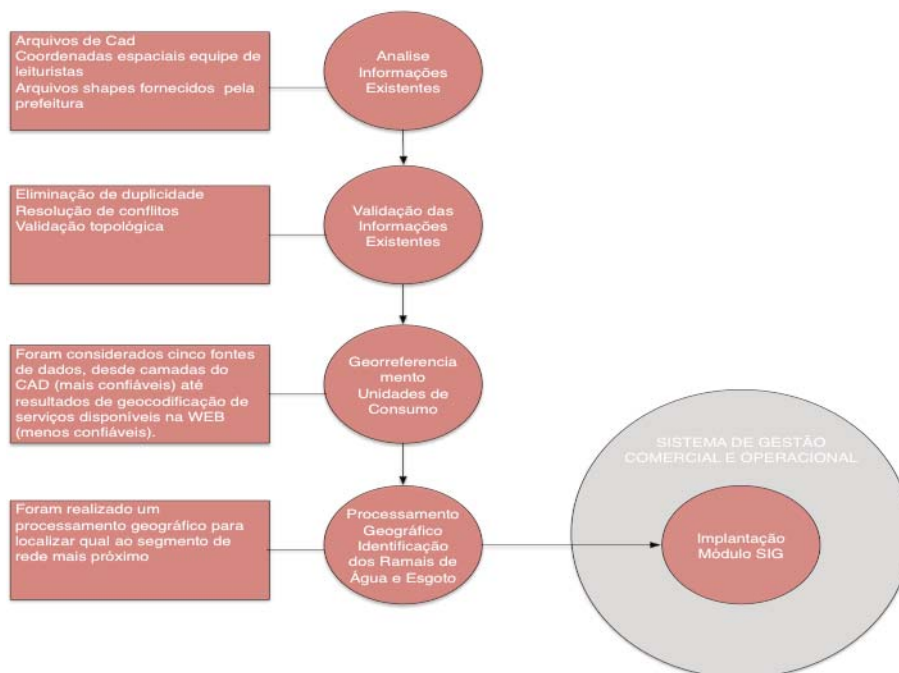 Arquivos de Cad
Coordenadas espaciais equipe de
leituristas
Arquivos shapes fornecidos pela
prefeitura
Analise
Informações
Existentes
Eliminação de duplicidade
Resolução de conflitos
Validação topológica
Validação das
Informações
Existentes
Foram considerados cinco fontes
de dados, desde camadas do
CAD (mais confiáveis) até
resultados de geocodificação de
serviços disponíveis na WEB
(menos confiáveis).
Georreferencia
mento
Unidades de
Consumo
Foram realizado um
processamento geográfico para
localizar qual ao segmento de
rede mais próximo
Processamento
Geográfico
Identificação
dos Ramais de
Água e Esgoto
SISTEMA DE GESTÃO
COMERCIAL E OPERACIONAL
Implantação
Módulo SIG